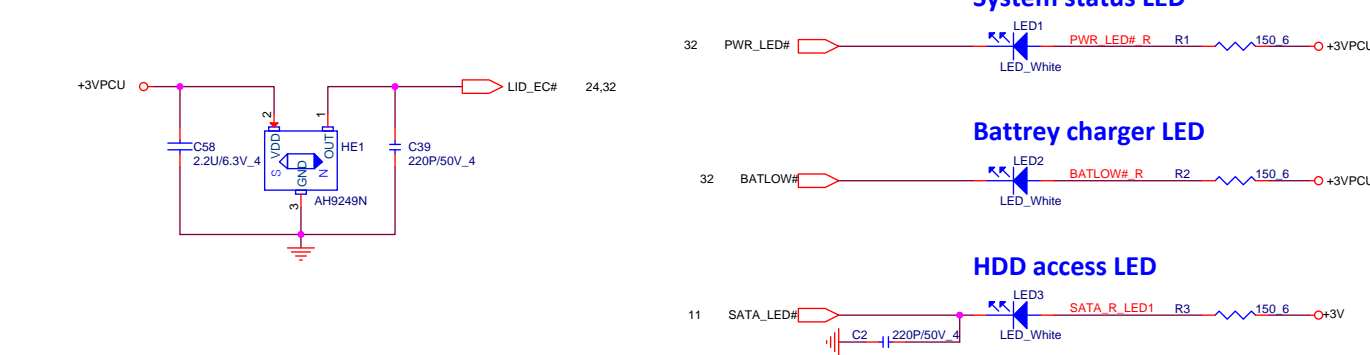 System status LED
LED1
32 PWR_LED# PWR_LED#_R R1 150_6 +3VPCU
LED_White
+3VPCU LID_EC# 24,32
2 1
C58 VDD OUT HE1 C39
2.2U/6.3V_4 220P/50V_4
S GND N
3 AH9249N
Battrey charger LED
LED2
32 BATLOW# BATLOW#_R R2 150_6 +3VPCU
LED_White
HDD access LED
LED3
11 SATA_LED# SATA_R_LED1 R3 150_6 +3V
C2 220P/50V_4 LED_White